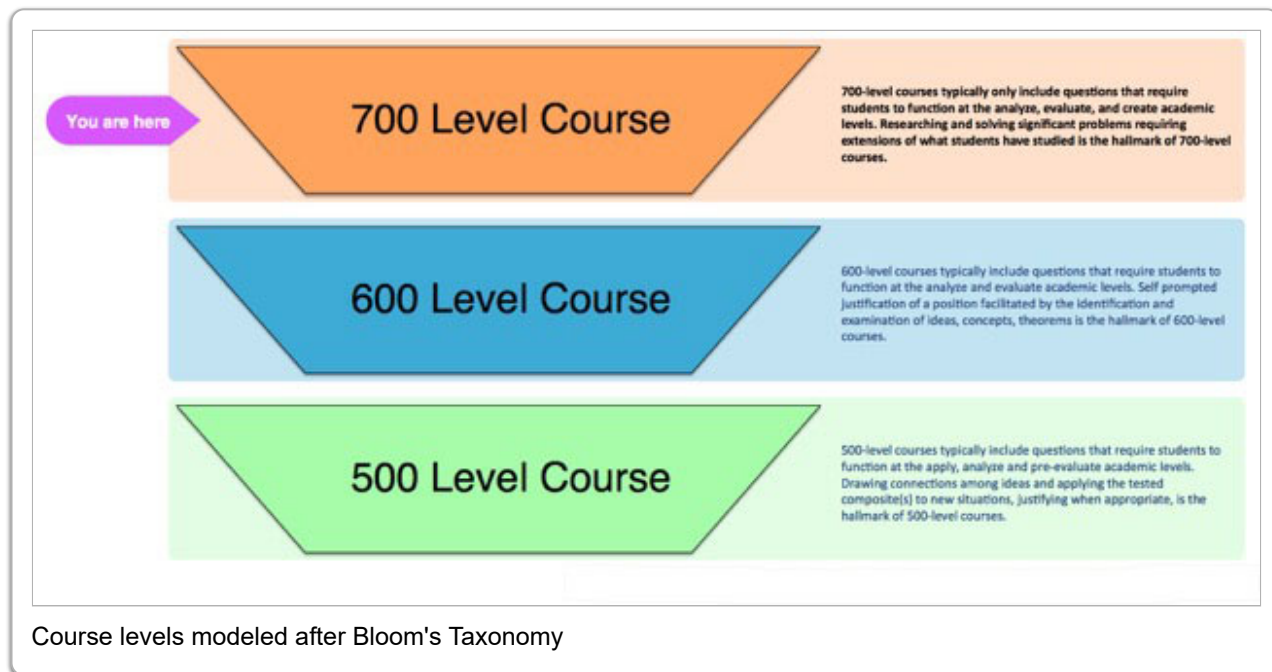 You are here
700 Level Course
700-level courses typically only include questions that require
students to function at the analyze, evaluate, and create academic
levels. Researching and solving significant problems requiring
extensions of what students have studied is the hallmark of 700-level
courses.
600 Level Course
600-level courses typically include questions that require students to
function at the analyze and evaluate academic levels. Self prompted
justification of a position facilitated by the identification and
examination of ideas, concepts, theorems is the hallmark of 600-level
courses.
500 Level Course
500-level courses typically include questions that require students to
function at the apply, analyze and pre-evaluate academic levels.
Drawing connections among ideas and applying the tested
composite(s) to new situations, justifying when appropriate, is the
hallmark of 500-level courses.
Course levels modeled after Bloom's Taxonomy